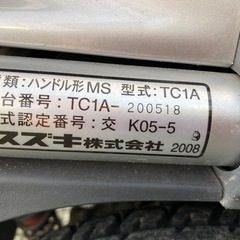 類:ハンドル形MS 型式:TC1A
台番号:TC1A-200518
式認定番号:交 K05-5
スズキ株式会社 2008